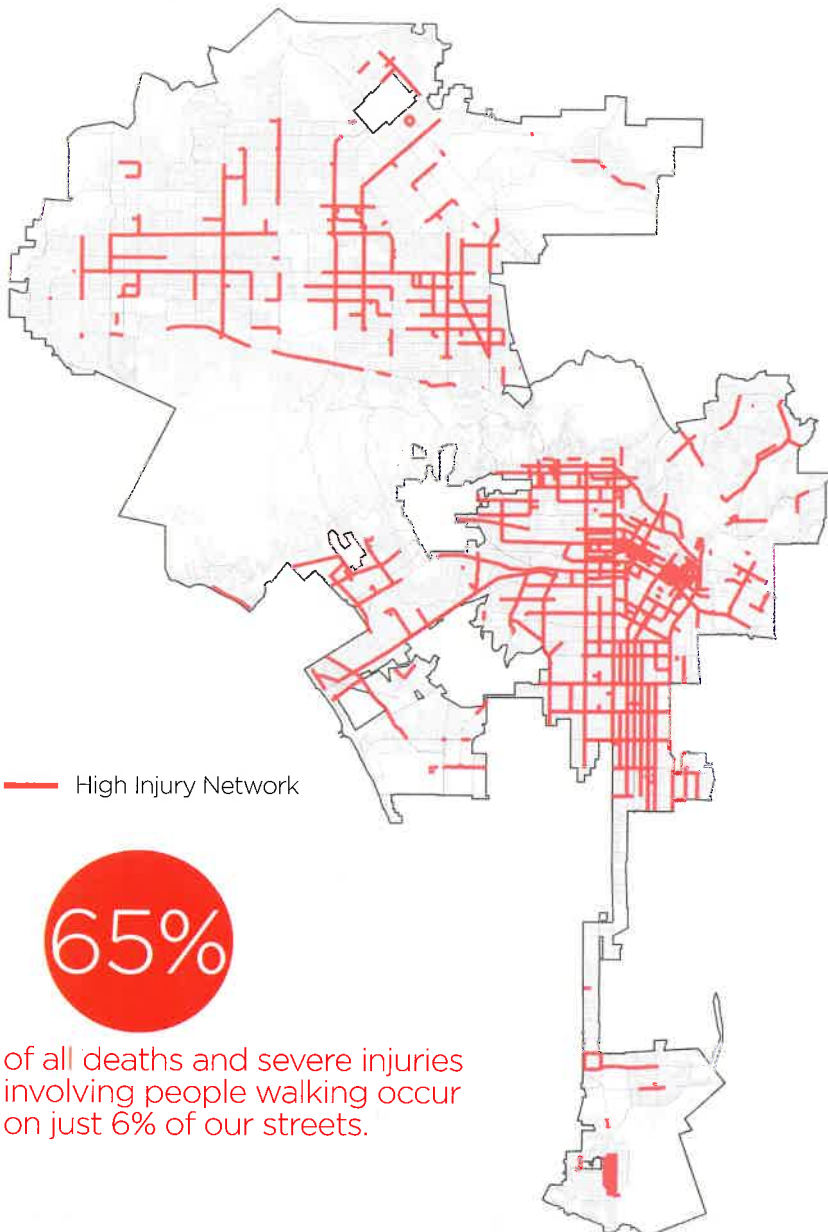 High Injury Network
65%
of all deaths and severe injuries
involving people walking occur
on just 6% of our streets.